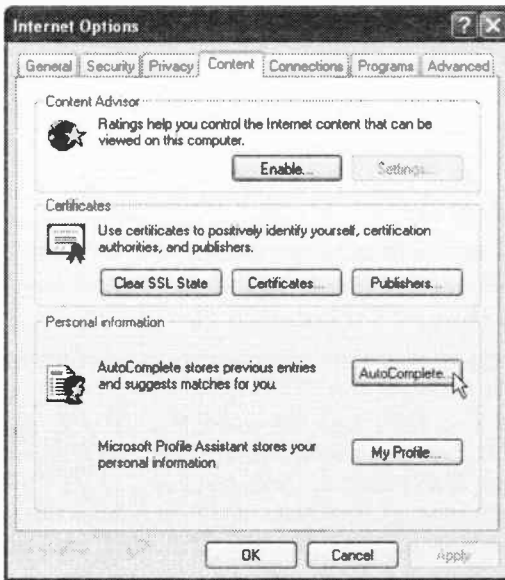 Internet Options
General Security Privacy Content Connections Programs Advanced
Content Advisor
Ratings help you control the Internet content that can be
viewed on this computer.
Enable... Settings...
Certificates
Use certificates to positively identify yourself, certification
authorities, and publishers.
Clear SSL State Certificates... Publishers...
Personal information
AutoComplete stores previous entries
and suggests matches for you.
AutoComplete...
Microsoft Profile Assistant stores your
personal information
My Profile...
OK Cancel Apply